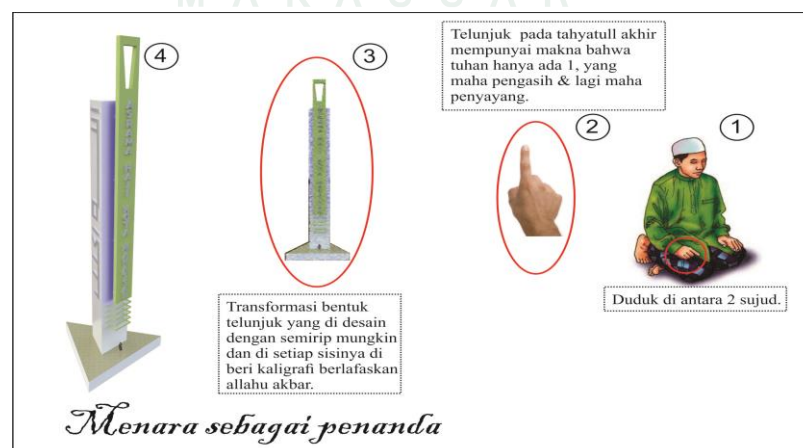 M A K A S S A R
4
3
Telunjuk pada tahyatull akhir
mempunyai makna bahwa
tuhan hanya ada 1, yang
maha pengasih & lagi maha
penyayang.
2
1
Duduk di antara 2 sujud.
Transformasi bentuk
telunjuk yang di desain
dengan semirip mungkin
dan di setiap sisinya di
beri kaligrafi berlafaskan
allahu akbar.
Menara sebagai penanda